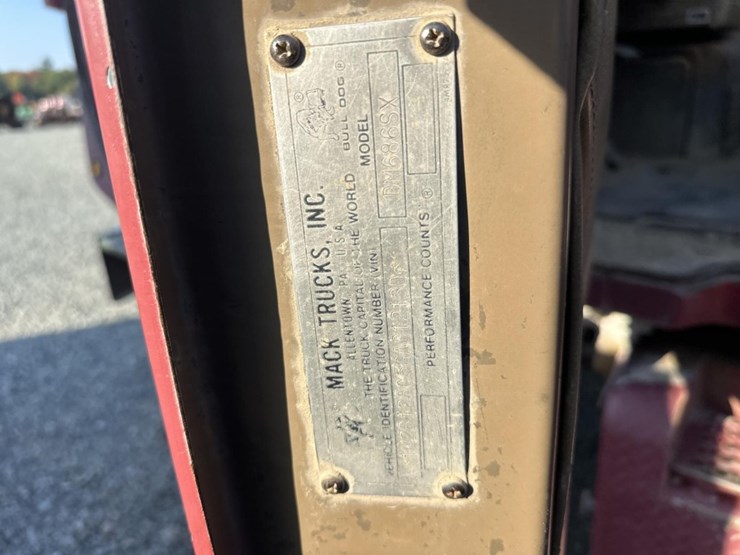 MACK TRUCKS, INC.
ALLENTOWN, PA. U.S.A.
THE TRUCK CAPITAL OF THE WORLD
BULL DOG ®
VEHICLE IDENTIFICATION NUMBER (VIN)
MODEL
PERFORMANCE COUNTS ®